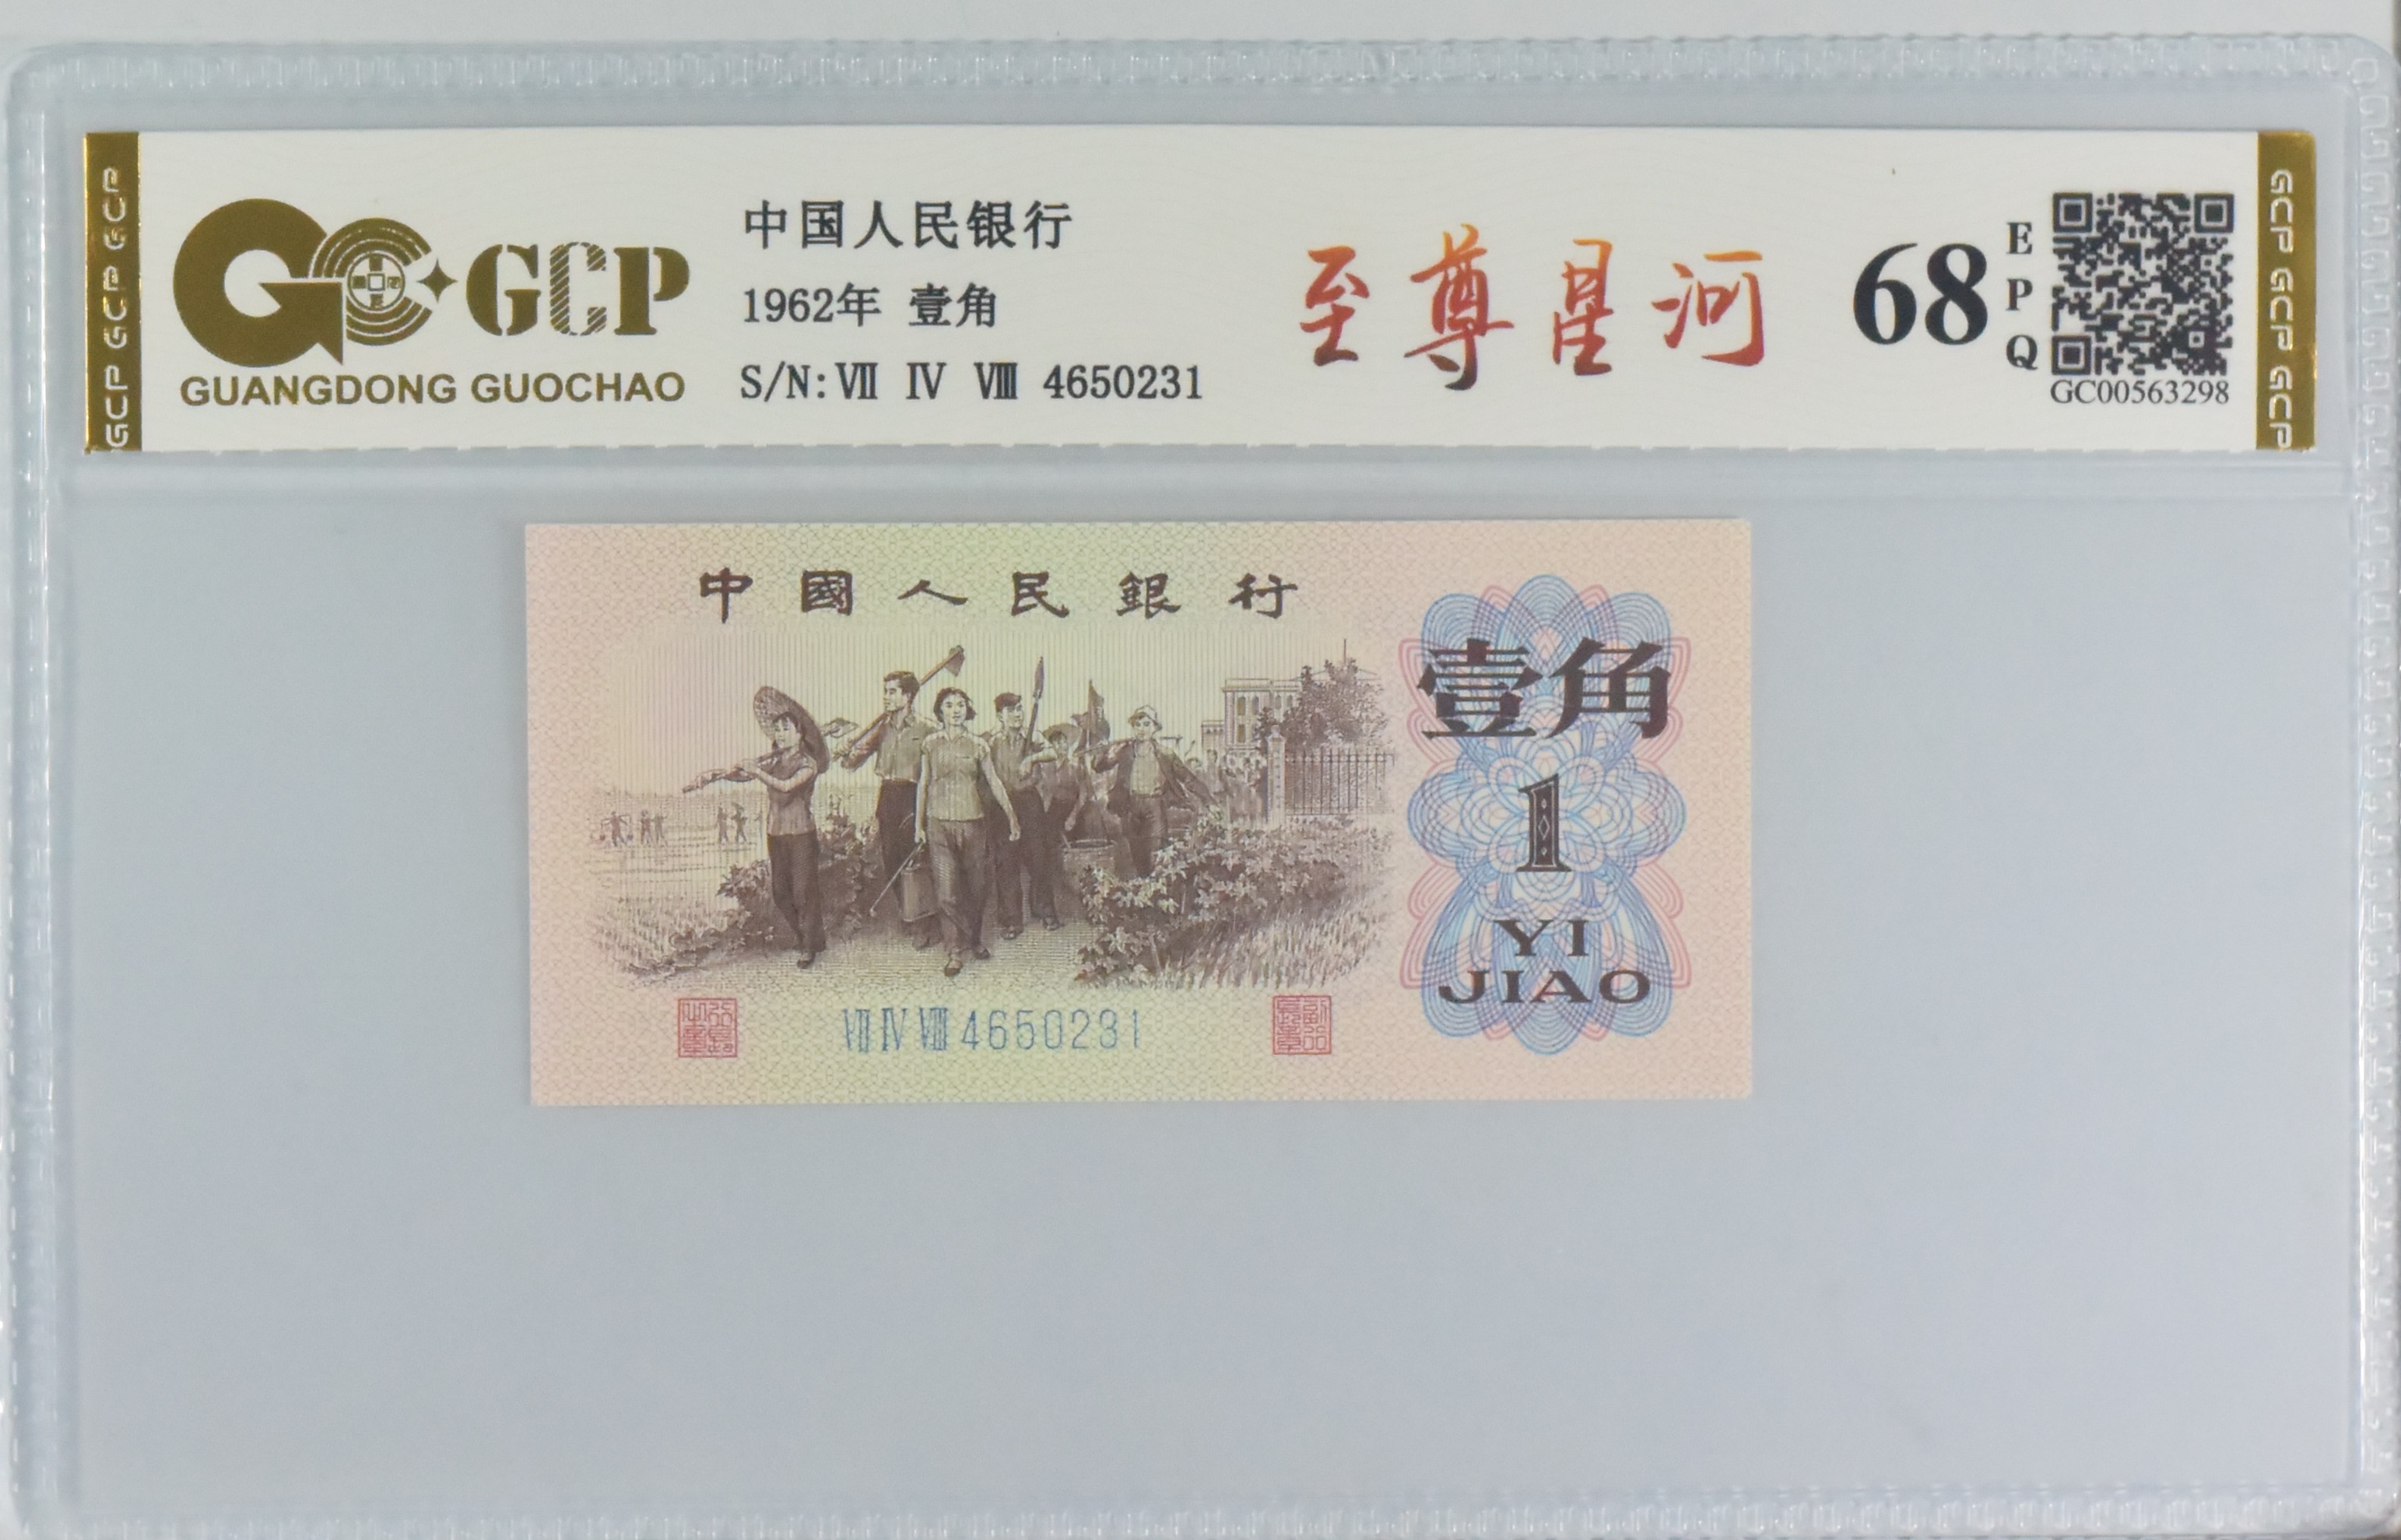 GCP GCP GCP
GCP
GUANGDONG GUOCHAO
中国人民银行
1962年 壹角
S/N: Ⅶ Ⅳ Ⅷ 4650231
至尊星河
68
EPQ
GC00563298
GCP GCP GCP
中國人民銀行
壹角
1
YI
JIAO
Ⅶ Ⅳ Ⅷ 4650231